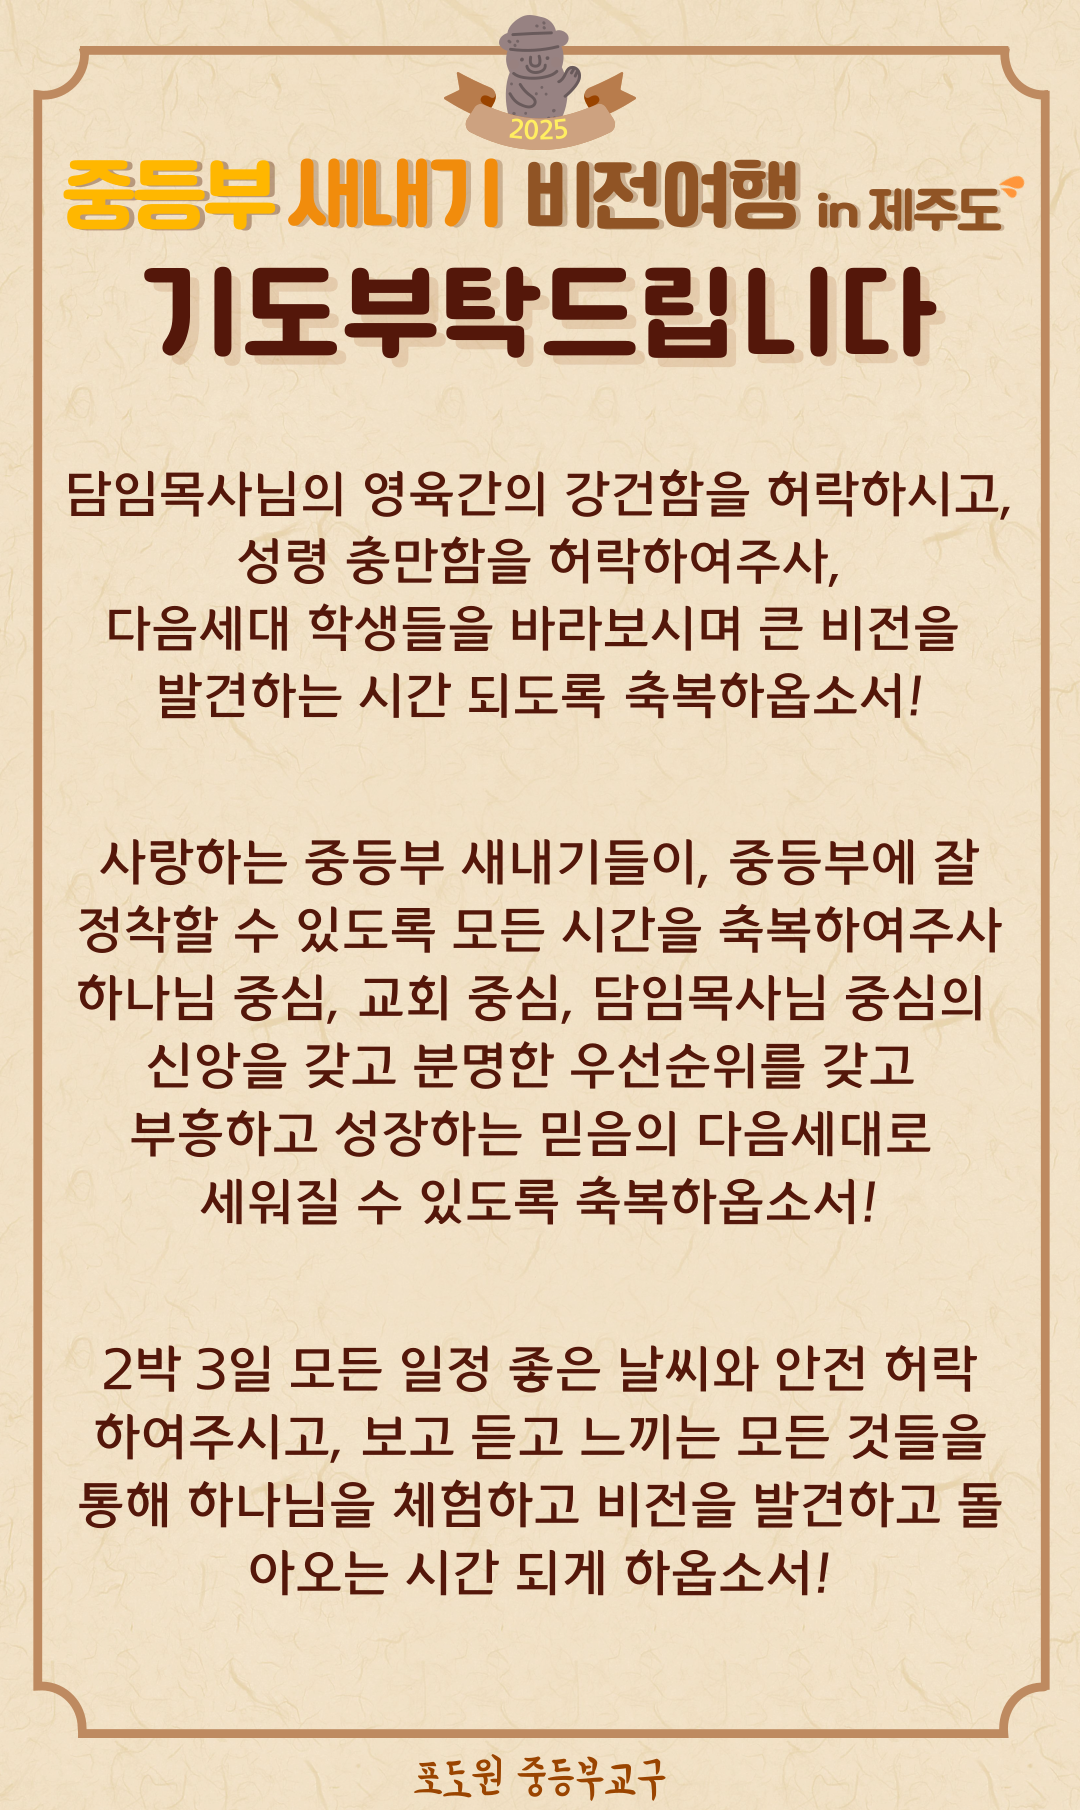 2025
중등부 새내기 비전여행 in 제주도
기도부탁드립니다
담임목사님의 영육간의 강건함을 허락하시고,
성령 충만함을 허락하여주사,
다음세대 학생들을 바라보시며 큰 비전을
발견하는 시간 되도록 축복하옵소서!
사랑하는 중등부 새내기들이, 중등부에 잘
정착할 수 있도록 모든 시간을 축복하여주사
하나님 중심, 교회 중심, 담임목사님 중심의
신앙을 갖고 분명한 우선순위를 갖고
부흥하고 성장하는 믿음의 다음세대로
세워질 수 있도록 축복하옵소서!
2박 3일 모든 일정 좋은 날씨와 안전 허락
하여주시고, 보고 듣고 느끼는 모든 것들을
통해 하나님을 체험하고 비전을 발견하고 돌
아오는 시간 되게 하옵소서!
포도원 중등부교구